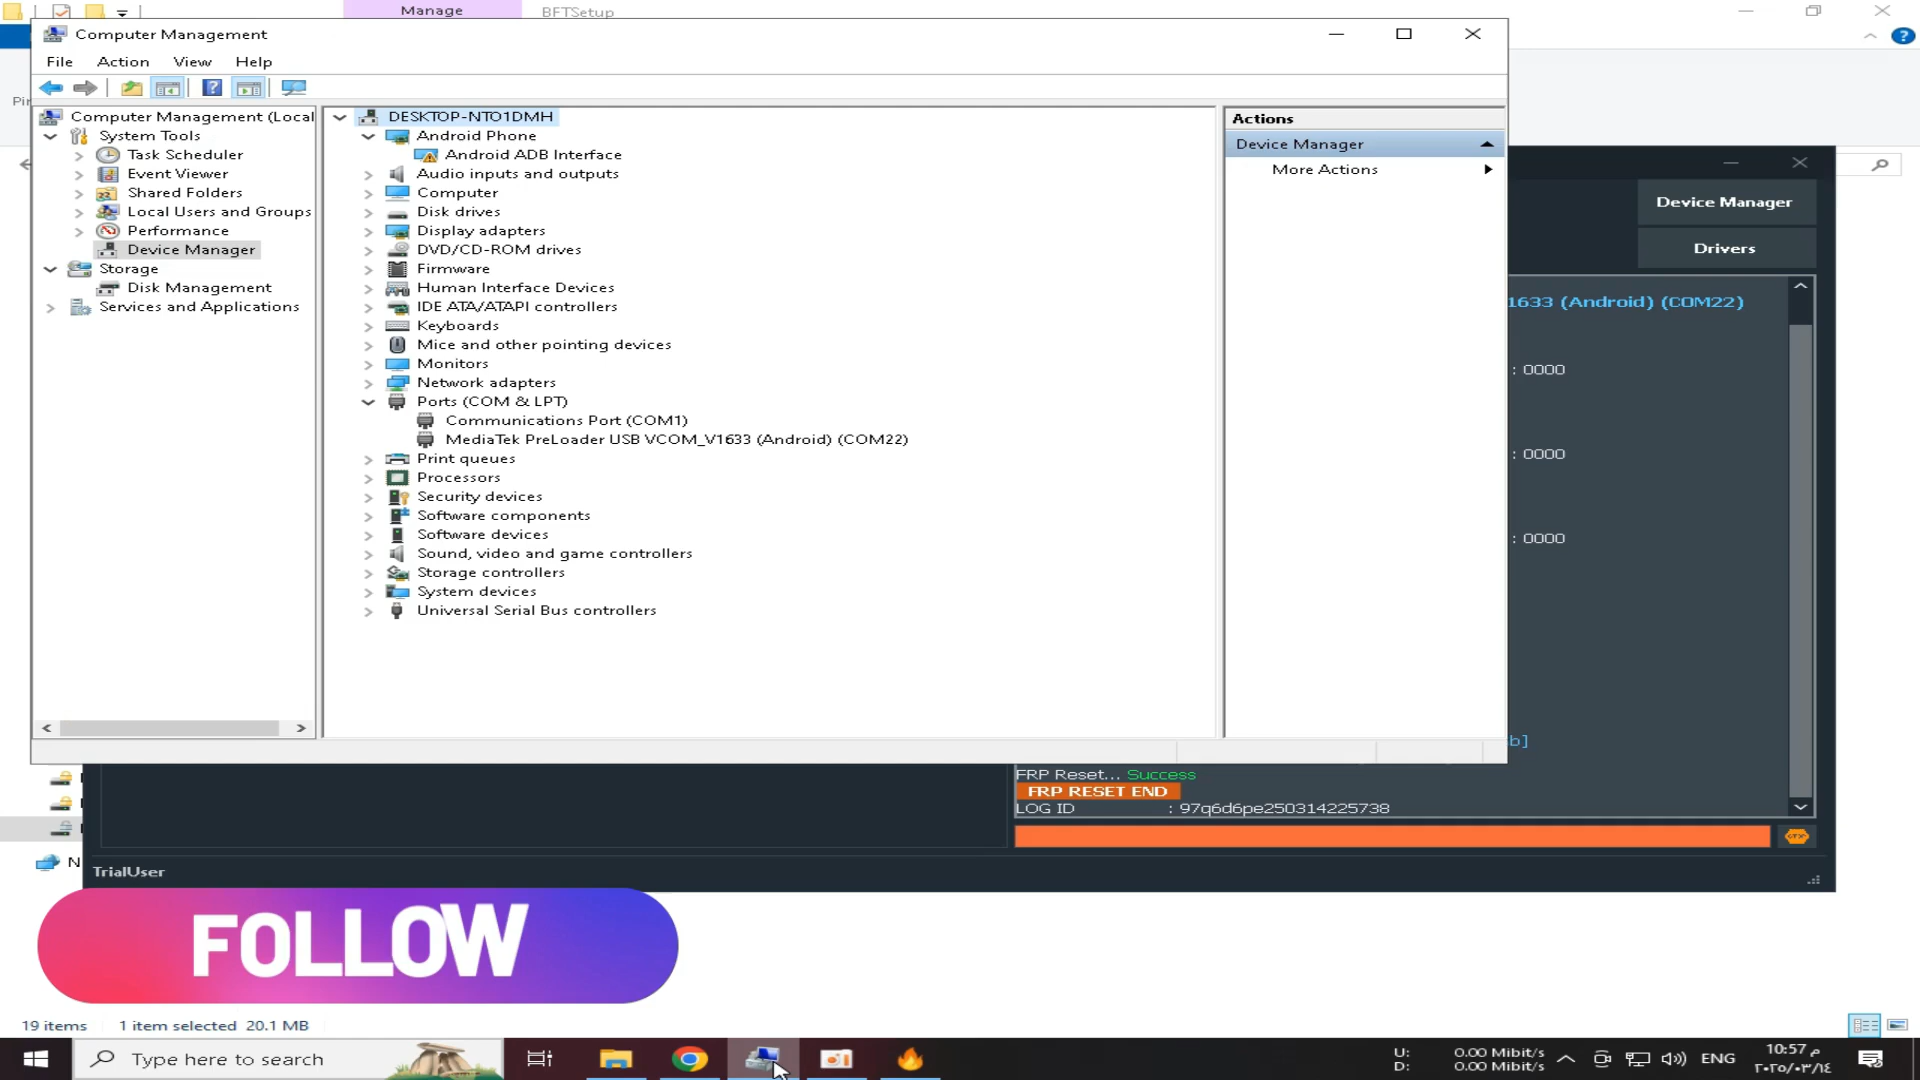 Manage
BFTSetup
Computer Management
File Action View Help
Computer Management (Local
System Tools
Task Scheduler
Event Viewer
Shared Folders
Local Users and Groups
Performance
Device Manager
Storage
Disk Management
Services and Applications
DESKTOP-NTO1DMH
Android Phone
Android ADB Interface
Audio inputs and outputs
Computer
Disk drives
Display adapters
DVD/CD-ROM drives
Firmware
Human Interface Devices
IDE ATA/ATAPI controllers
Keyboards
Mice and other pointing devices
Monitors
Network adapters
Ports (COM & LPT)
Communications Port (COM1)
MediaTek PreLoader USB VCOM_V1633 (Android) (COM22)
Print queues
Processors
Security devices
Software components
Software devices
Sound, video and game controllers
Storage controllers
System devices
Universal Serial Bus controllers
Actions
Device Manager
More Actions
Device Manager
Drivers
1633 (Android) (COM22)
: 0000
: 0000
: 0000
b]
FRP Reset... Success
FRP RESET END
LOG ID : 97q6d6pe250314225738
TrialUser
FOLLOW
19 items 1 item selected 20.1 MB
Type here to search
U: 0.00 Mibit/s
D: 0.00 Mibit/s
ENG
10:57 م
٢٠٢٥/٠٣/١٤